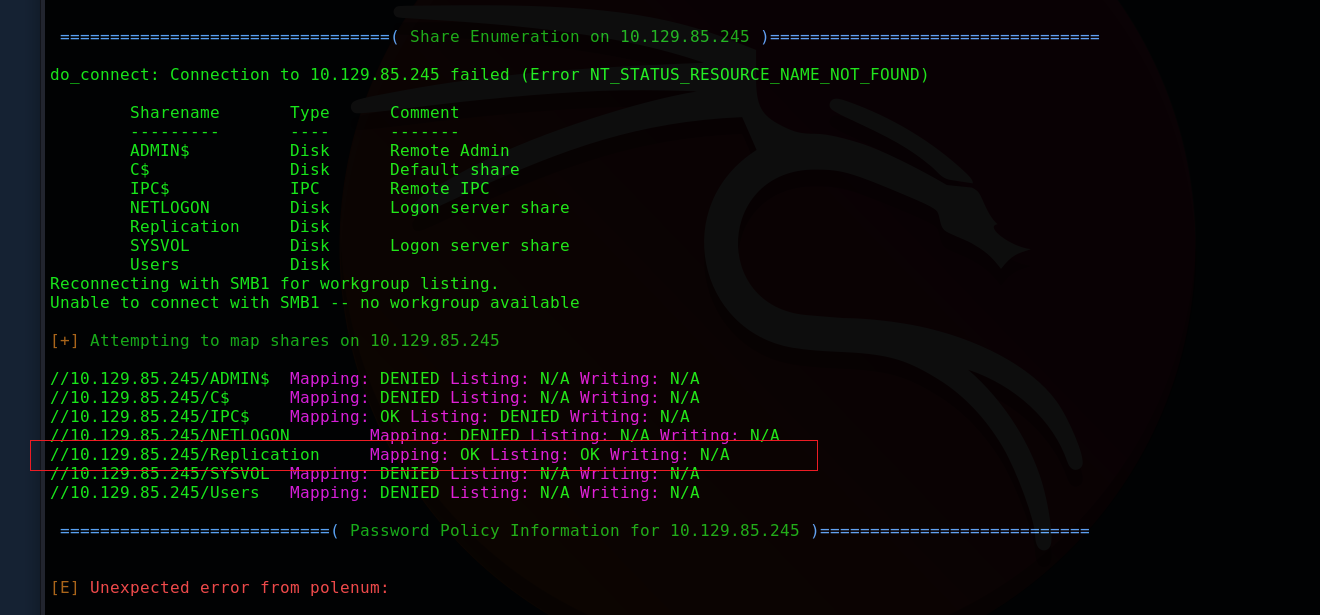 ================================( Share Enumeration on 10.129.85.245 )================================
do_connect: Connection to 10.129.85.245 failed (Error NT_STATUS_RESOURCE_NAME_NOT_FOUND)
Sharename Type Comment
--------- ---- -------
ADMIN$ Disk Remote Admin
C$ Disk Default share
IPC$ IPC Remote IPC
NETLOGON Disk Logon server share
Replication Disk
SYSVOL Disk Logon server share
Users Disk
Reconnecting with SMB1 for workgroup listing.
Unable to connect with SMB1 -- no workgroup available
[+] Attempting to map shares on 10.129.85.245
//10.129.85.245/ADMIN$ Mapping: DENIED Listing: N/A Writing: N/A
//10.129.85.245/C$ Mapping: DENIED Listing: N/A Writing: N/A
//10.129.85.245/IPC$ Mapping: OK Listing: DENIED Writing: N/A
//10.129.85.245/NETLOGON Mapping: DENIED Listing: N/A Writing: N/A
//10.129.85.245/Replication Mapping: OK Listing: OK Writing: N/A
//10.129.85.245/SYSVOL Mapping: DENIED Listing: N/A Writing: N/A
//10.129.85.245/Users Mapping: DENIED Listing: N/A Writing: N/A
===========================( Password Policy Information for 10.129.85.245 )===========================
[E] Unexpected error from polenum: